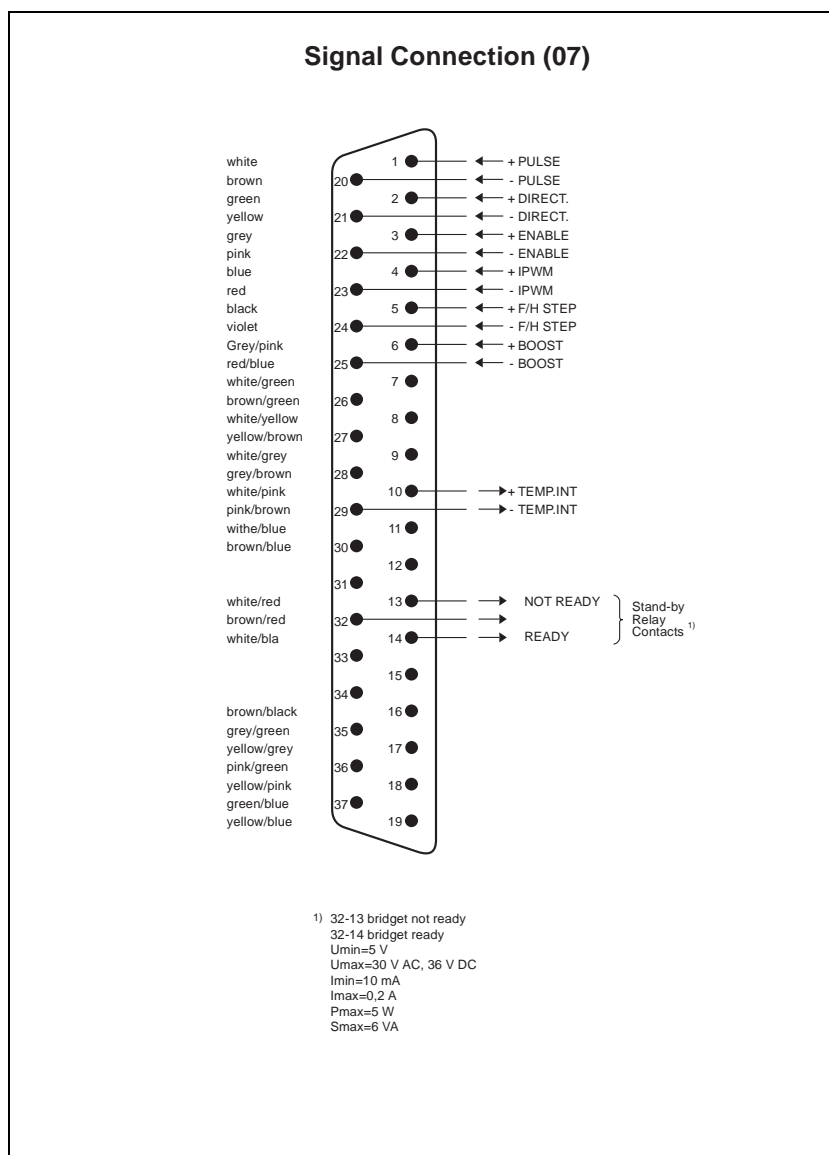 Signal Connection (07)
white 1 + PULSE
brown 20 - PULSE
green 2 + DIRECT.
yellow 21 - DIRECT.
grey 3 + ENABLE
pink 22 - ENABLE
blue 4 + IPWM
red 23 - IPWM
black 5 + F/H STEP
violet 24 - F/H STEP
Grey/pink 6 + BOOST
red/blue 25 - BOOST
white/green 7
brown/green 26
white/yellow 8
yellow/brown 27
white/grey 9
grey/brown 28
white/pink 10 + TEMP.INT
pink/brown 29 - TEMP.INT
withe/blue 11
brown/blue 30
12
31
white/red 13 NOT READY
brown/red 32
white/bla 14 READY
Stand-by
Relay
Contacts 1)
33
15
34
brown/black 16
grey/green 35
yellow/grey 17
pink/green 36
yellow/pink 18
green/blue 37
yellow/blue 19
1) 32-13 bridget not ready
32-14 bridget ready
Umin=5 V
Umax=30 V AC, 36 V DC
Imin=10 mA
Imax=0,2 A
Pmax=5 W
Smax=6 VA